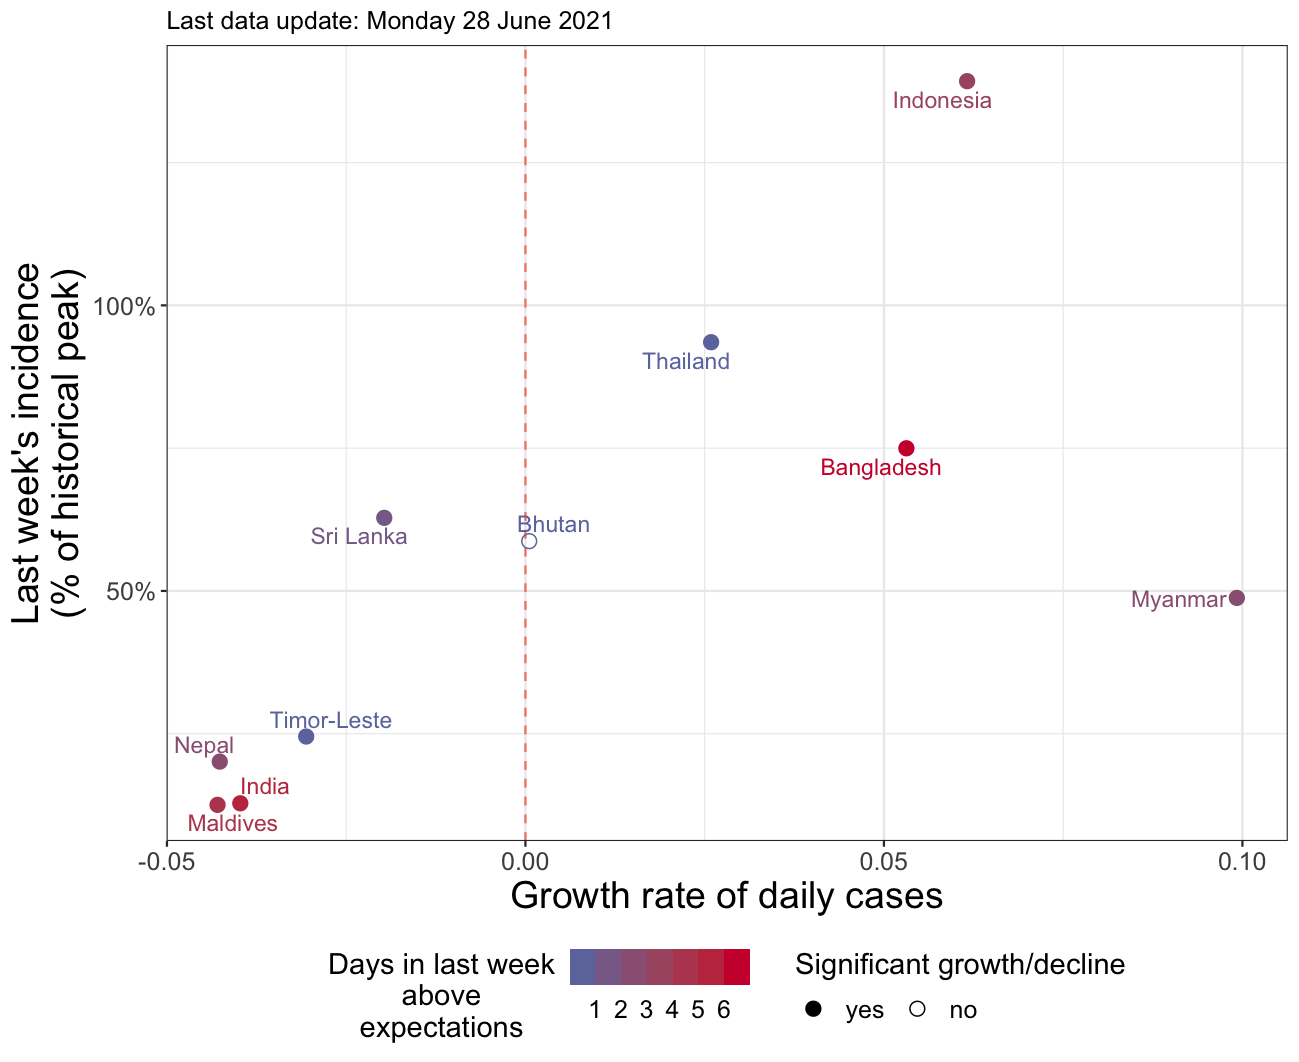 Last data update: Monday 28 June 2021
Last week's incidence
(% of historical peak)
100%
50%
Indonesia
Thailand
Bangladesh
Sri Lanka
Bhutan
Myanmar
Timor-Leste
Nepal
India
Maldives
-0.05 0.00 0.05 0.10
Growth rate of daily cases
Days in last week
above
expectations
1 2 3 4 5 6
Significant growth/decline
yes no